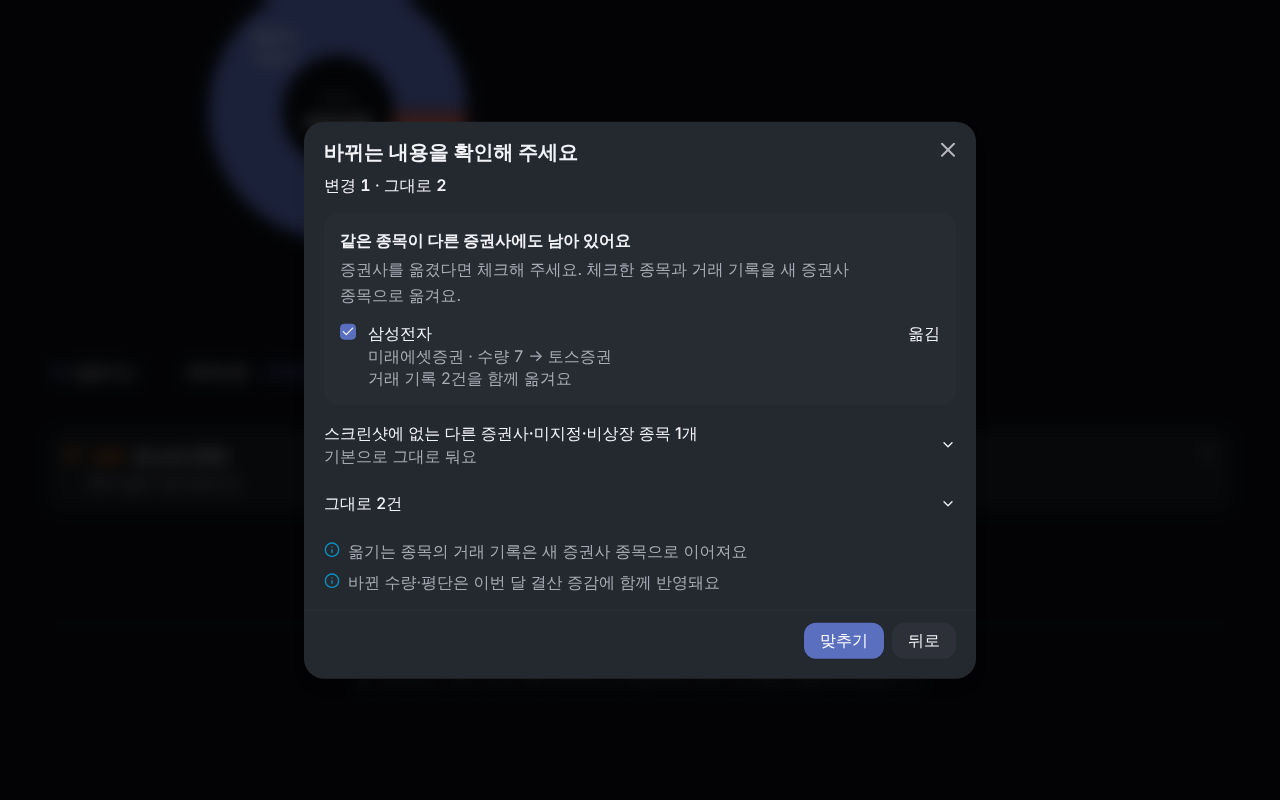 바뀌는 내용을 확인해 주세요
변경 1 · 그대로 2
같은 종목이 다른 증권사에도 남아 있어요
증권사를 옮겼다면 체크해 주세요. 체크한 종목과 거래 기록을 새 증권사
종목으로 옮겨요.
삼성전자
옮김
미래에셋증권 · 수량 7 → 토스증권
거래 기록 2건을 함께 옮겨요
스크린샷에 없는 다른 증권사·미지정·비상장 종목 1개
기본으로 그대로 둬요
그대로 2건
옮기는 종목의 거래 기록은 새 증권사 종목으로 이어져요
바뀐 수량·평단은 이번 달 결산 증감에 함께 반영돼요
맞추기
뒤로